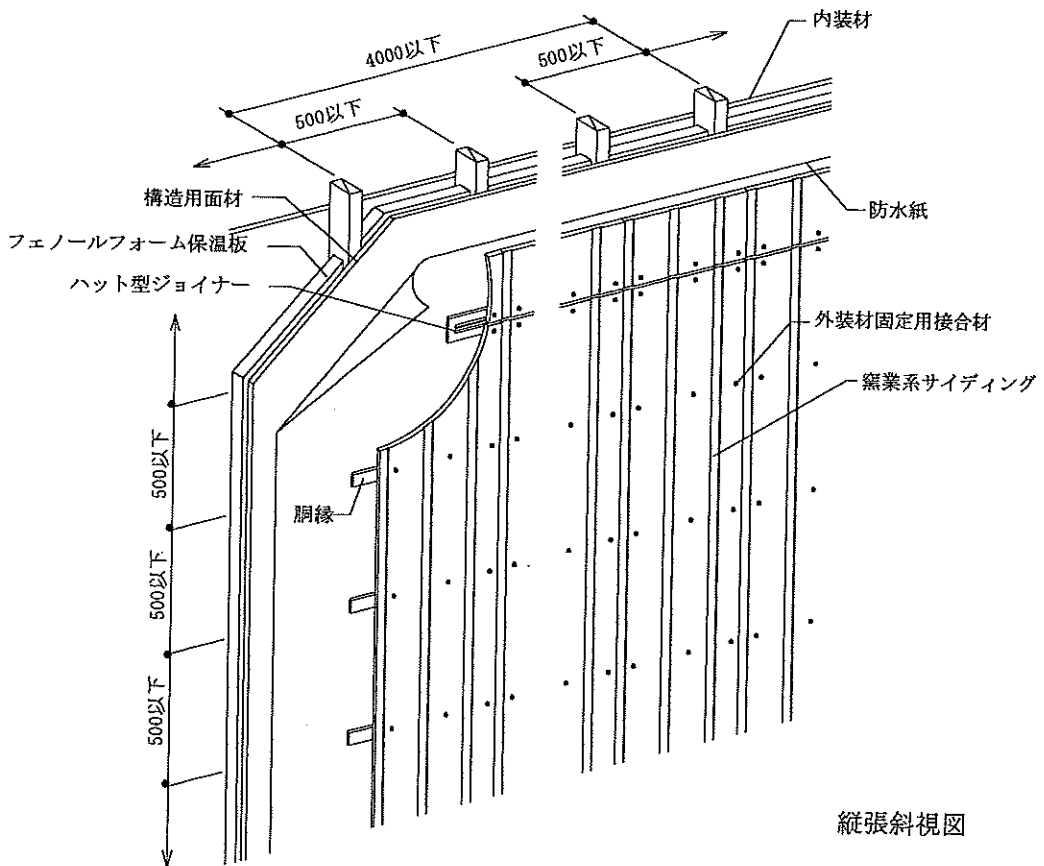 内装材
4000以下
500以下
500以下
構造用面材
防水紙
フェノールフォーム保温板
ハット型ジョイナー
外装材固定用接合材
窯業系サイディング
500以下
胴縁
500以下
500以下
縦張斜視図